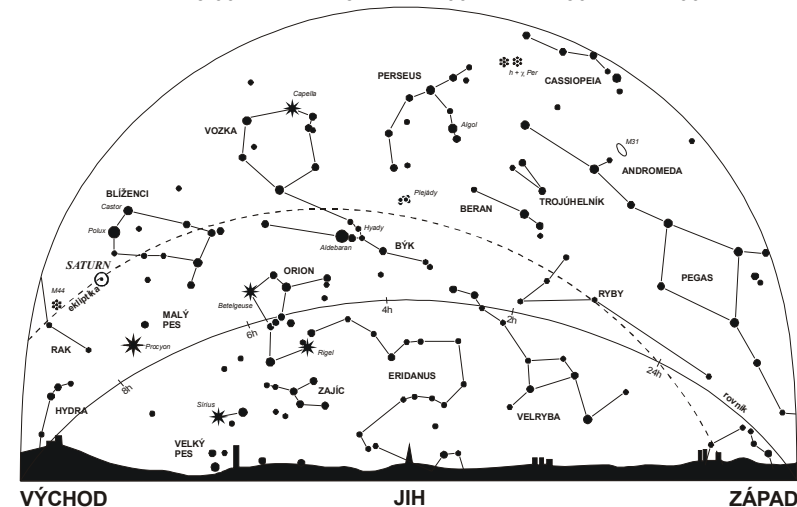 h + χ Per
CASSIOPEIA
PERSEUS
Capella
VOZKA
Algol
M31
ANDROMEDA
BLÍŽENCI
Castor
Polux
Plejády
BERAN
TROJÚHELNÍK
Hyady
Aldebaran
BÝK
SATURN
ekliptika
M44
ORION
Betelgeuse
PEGAS
RYBY
MALÝ
PES
Procyon
4h
2h
6h
Rigel
RAK
ERIDANUS
24h
8h
ZAJÍC
rovník
HYDRA
Sirius
VELRYBA
VELKÝ
PES
VÝCHOD
JIH
ZÁPAD